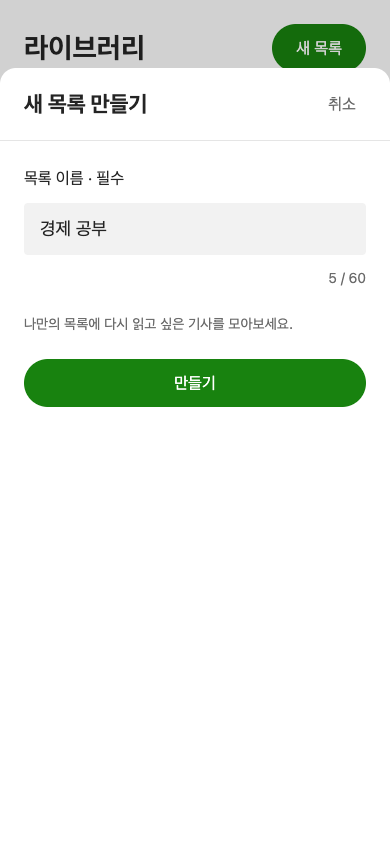 라이브러리
새 목록
새 목록 만들기
취소
목록 이름 · 필수
경제 공부
5 / 60
나만의 목록에 다시 읽고 싶은 기사를 모아보세요.
만들기